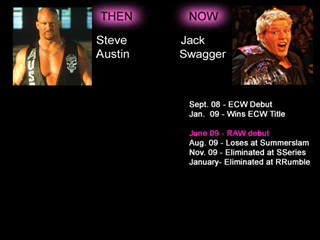 THEN
NOW
Steve
Austin
Jack
Swagger
Sept. 08 - ECW Debut
Jan. 09 - Wins ECW Title
June 09 - RAW debut
Aug. 09 - Loses at Summerslam
Nov. 09 - Eliminated at SSeries
January- Eliminated at RRumble